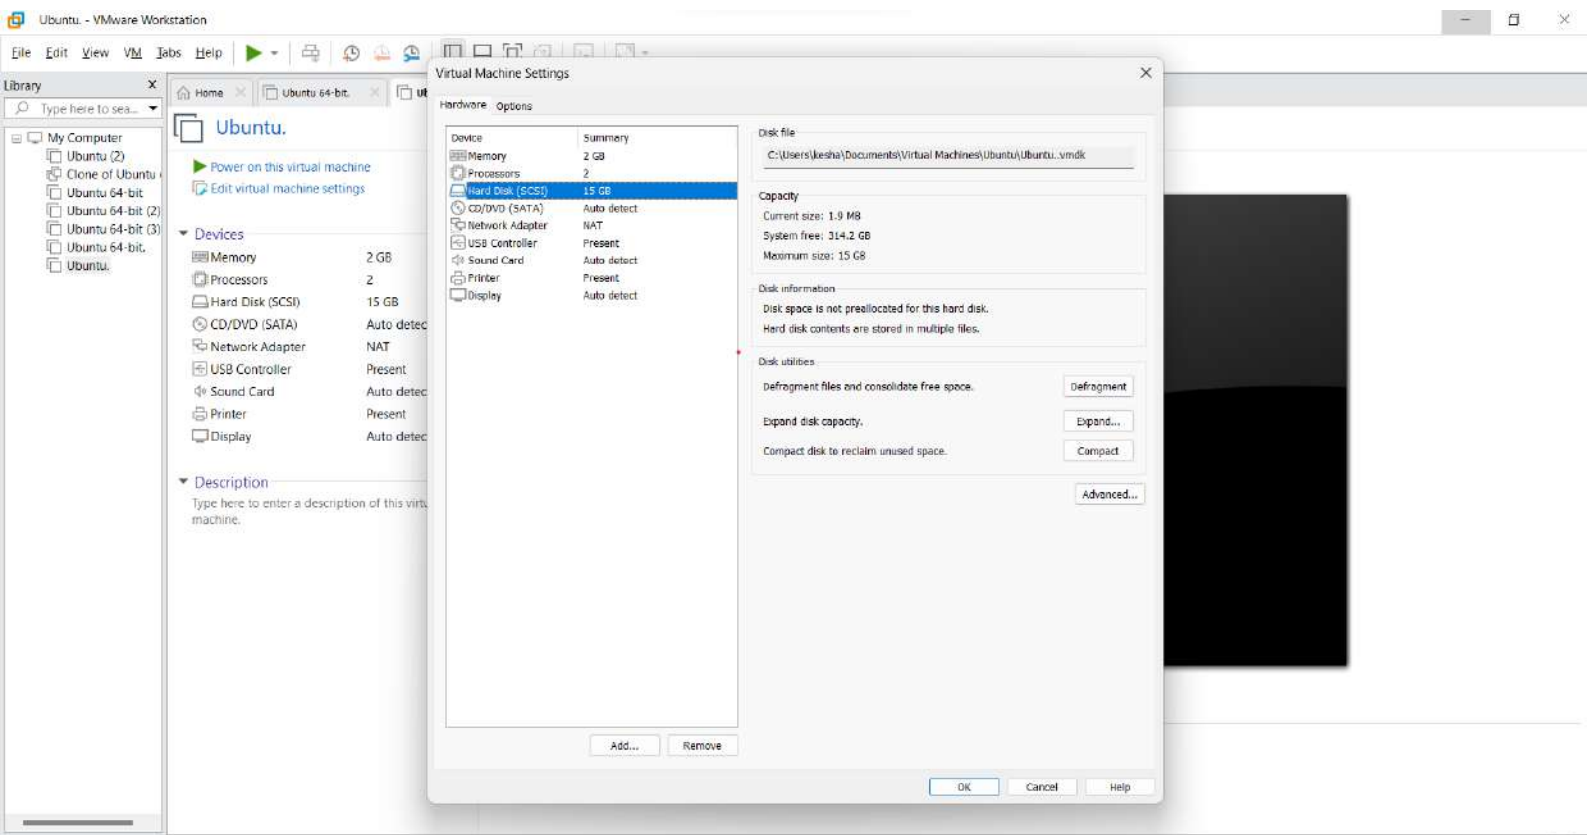 Ubuntu. - VMware Workstation
File Edit View VM Tabs Help
Library X
Type here to sea...
My Computer
Ubuntu (2)
Clone of Ubuntu
Ubuntu 64-bit
Ubuntu 64-bit (2)
Ubuntu 64-bit (3)
Ubuntu 64-bit.
Ubuntu.
Home
Ubuntu 64-bit.
Ubuntu.
Power on this virtual machine
Edit virtual machine settings
Devices
Memory 2 GB
Processors 2
Hard Disk (SCSI) 15 GB
CD/DVD (SATA) Auto detec
Network Adapter NAT
USB Controller Present
Sound Card Auto detec
Printer Present
Display Auto detec
Description
Type here to enter a description of this virtu
machine.
Virtual Machine Settings
Hardware Options
Device Summary
Memory 2 GB
Processors 2
Hard Disk (SCSI) 15 GB
CD/DVD (SATA) Auto detect
Network Adapter NAT
USB Controller Present
Sound Card Auto detect
Printer Present
Display Auto detect
Add... Remove
Disk file
C:\Users\kesha\Documents\Virtual Machines\Ubuntu\Ubuntu..vmdk
Capacity
Current size: 1.9 MB
System free: 314.2 GB
Maximum size: 15 GB
Disk information
Disk space is not preallocated for this hard disk.
Hard disk contents are stored in multiple files.
Disk utilities
Defragment files and consolidate free space. Defragment
Expand disk capacity. Expand...
Compact disk to reclaim unused space. Compact
Advanced...
OK Cancel Help